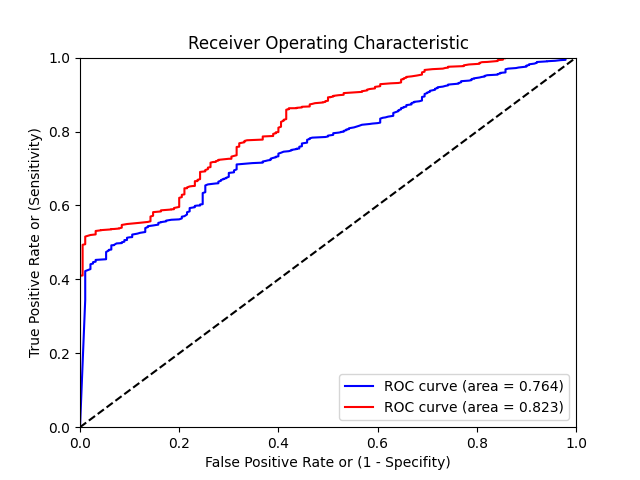 Receiver Operating Characteristic
True Positive Rate or (Sensitivity)
1.0
0.8
0.6
0.4
0.2
0.0
ROC curve (area = 0.764)
ROC curve (area = 0.823)
0.0 0.2 0.4 0.6 0.8 1.0
False Positive Rate or (1 - Specifity)